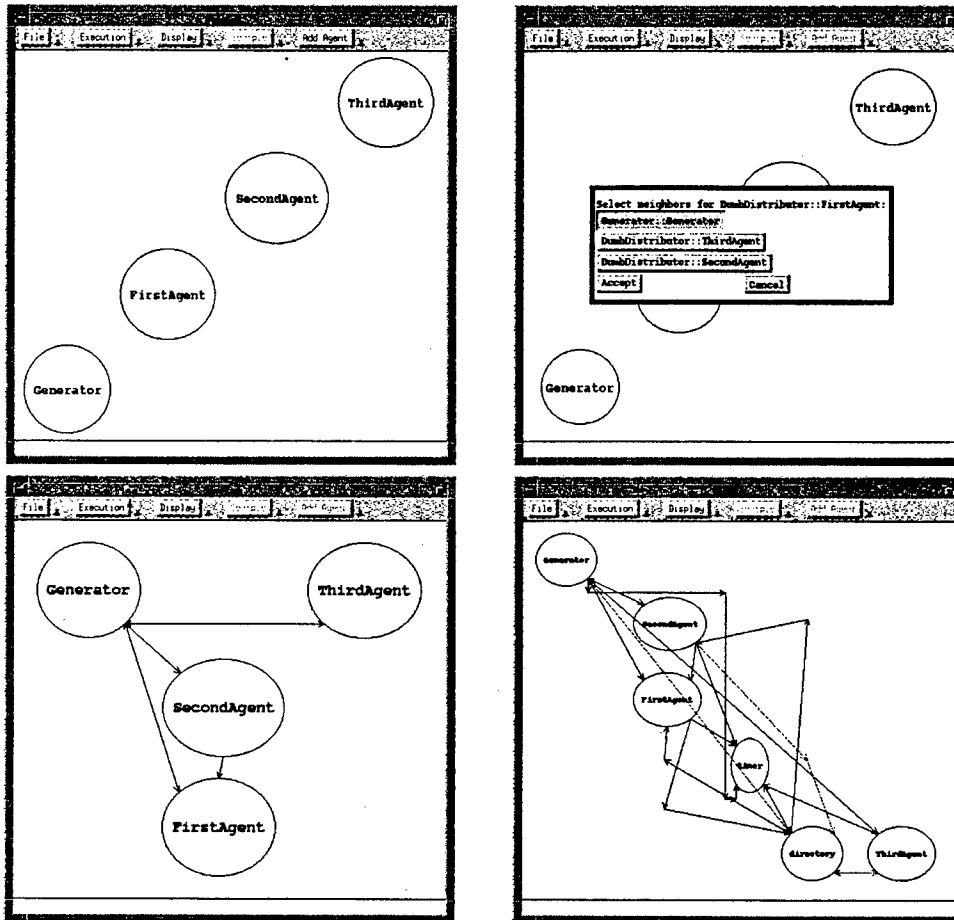 File Execution Display Add Agent
ThirdAgent
SecondAgent
FirstAgent
Generator
File Execution Display
ThirdAgent
Select neighbors for DumbDistributer::FirstAgent:
Generator::Generator
DumbDistributer::ThirdAgent
DumbDistributer::SecondAgent
Accept Cancel
Generator
File Execution Display
Generator ThirdAgent
SecondAgent
FirstAgent
File Execution Display
Generator
SecondAgent
FirstAgent
timer
directory ThirdAgent